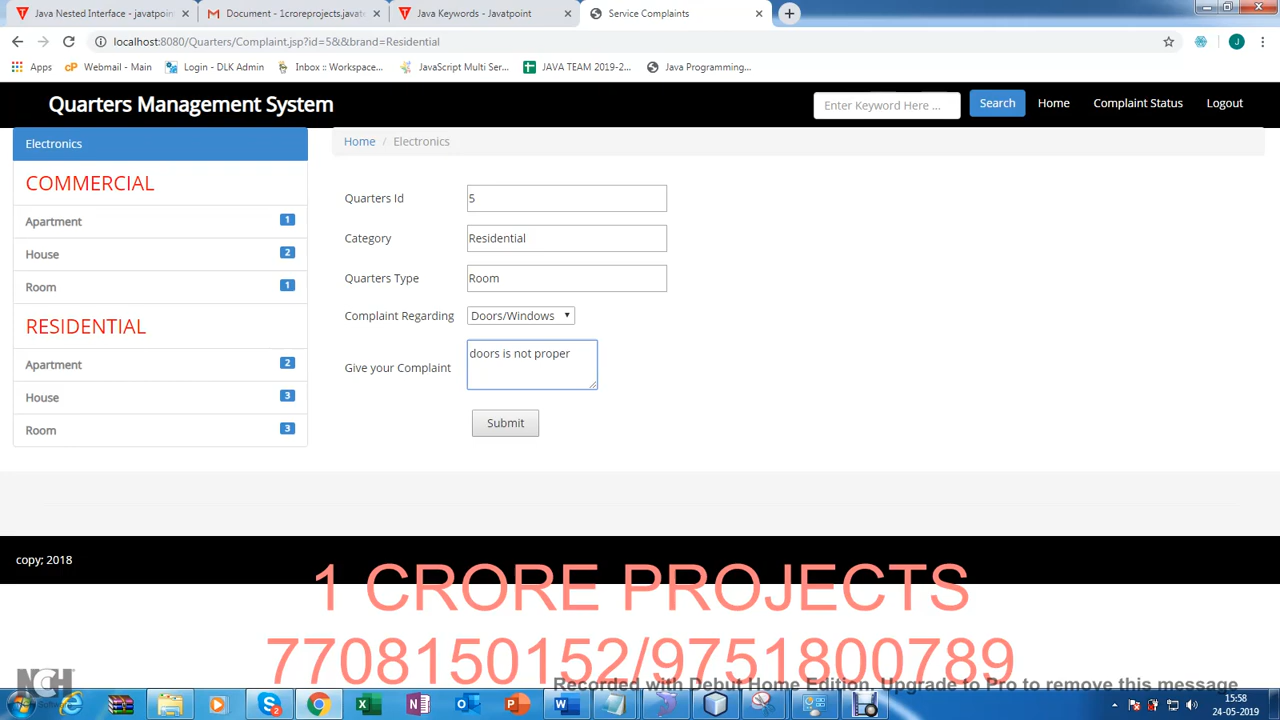 Java Nested Interface - javatpoin
Document - 1croreprojects.javat
Java Keywords - Javatpoint
Service Complaints
localhost:8080/Quarters/Complaint.jsp?id=5&&brand=Residential
J
Apps
Webmail - Main
Login - DLK Admin
Inbox :: Workspace...
JavaScript Multi Ser...
JAVA TEAM 2019-2...
Java Programming...
Quarters Management System
Enter Keyword Here ...
Search
Home
Complaint Status
Logout
Electronics
COMMERCIAL
Apartment 1
House 2
Room 1
RESIDENTIAL
Apartment 2
House 3
Room 3
Home / Electronics
Quarters Id 5
Category Residential
Quarters Type Room
Complaint Regarding Doors/Windows
Give your Complaint doors is not proper
Submit
copy; 2018
1 CRORE PROJECTS
7708150152/9751800789
NCH
Recorded with Debut Home Edition. Upgrade to Pro to remove this message
15:58
24-05-2019